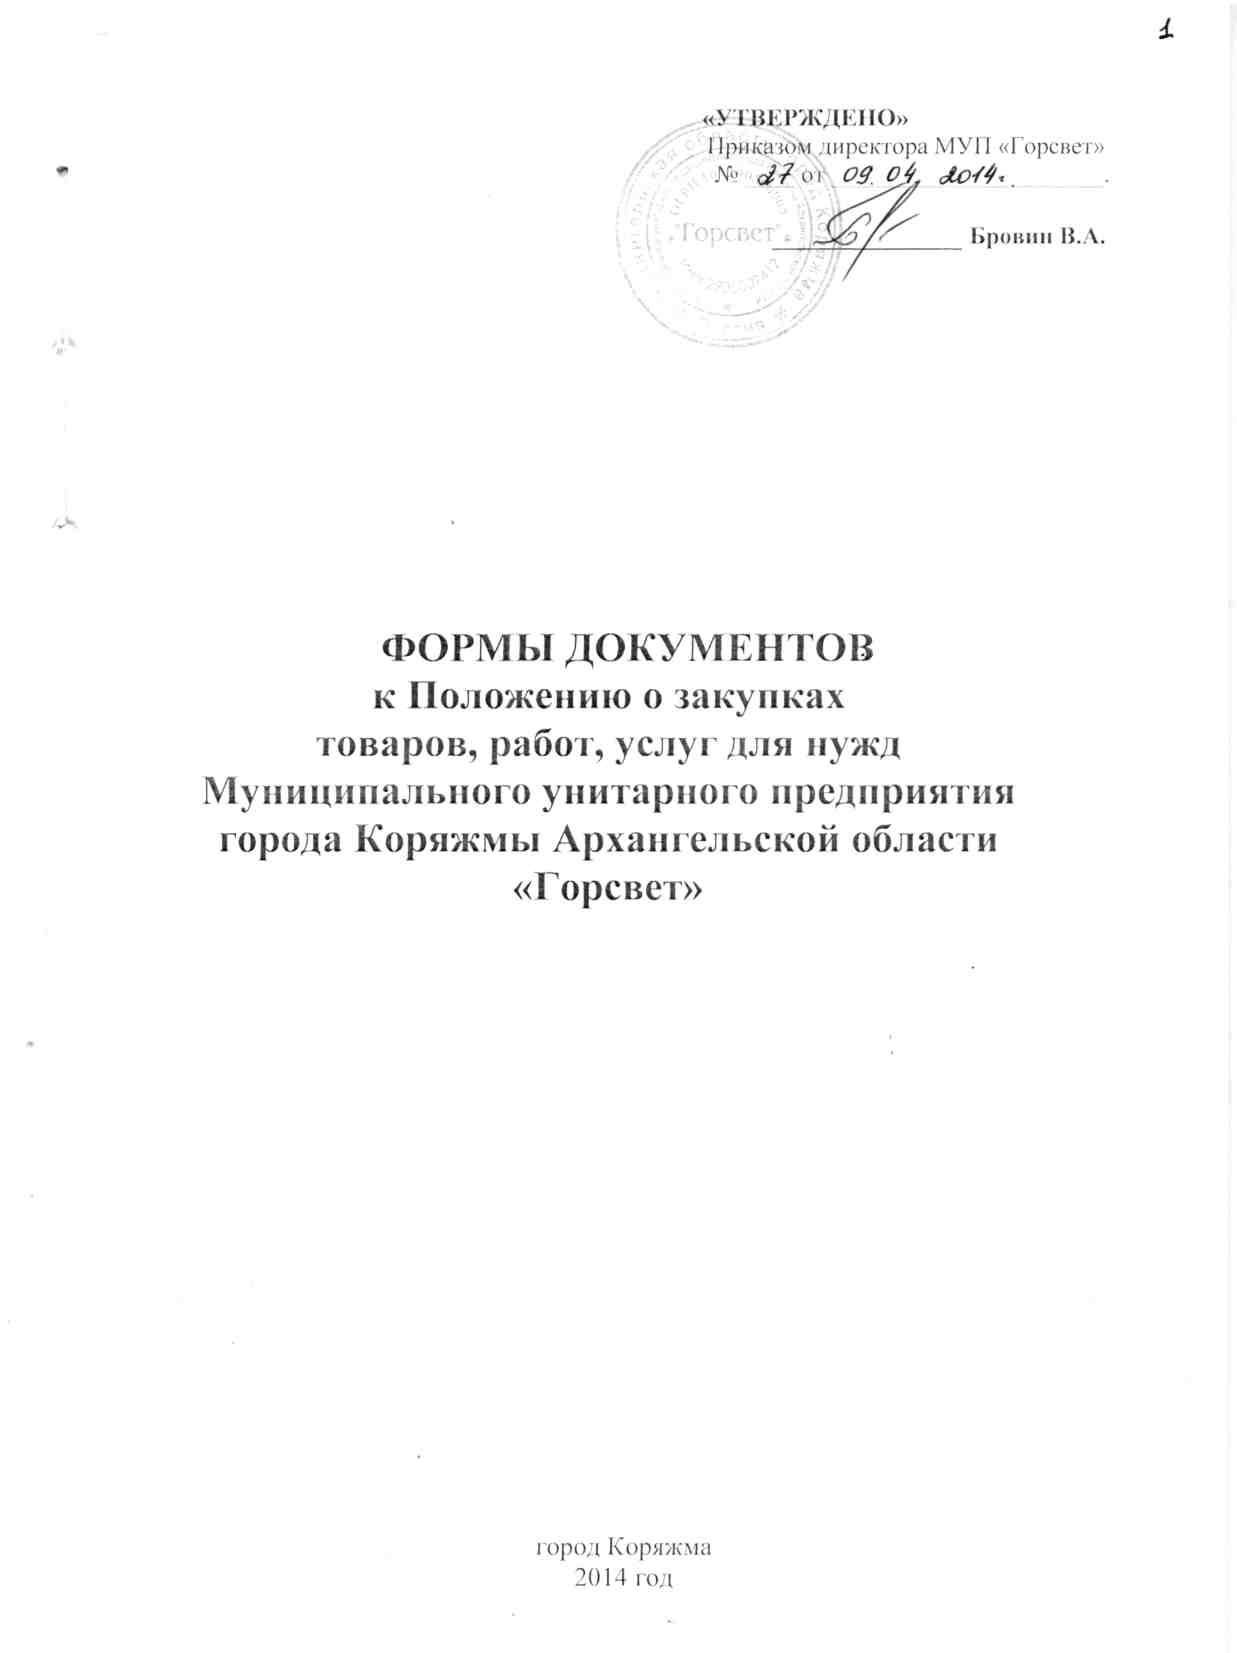 1
«УТВЕРЖДЕНО»
Приказом директора МУП «Горсвет»
№ 27 от 09.04.2014г.
"Горсвет"
Бровин В.А.
ФОРМЫ ДОКУМЕНТОВ
к Положению о закупках
товаров, работ, услуг для нужд
Муниципального унитарного предприятия
города Коряжмы Архангельской области
«Горсвет»
город Коряжма
2014 год